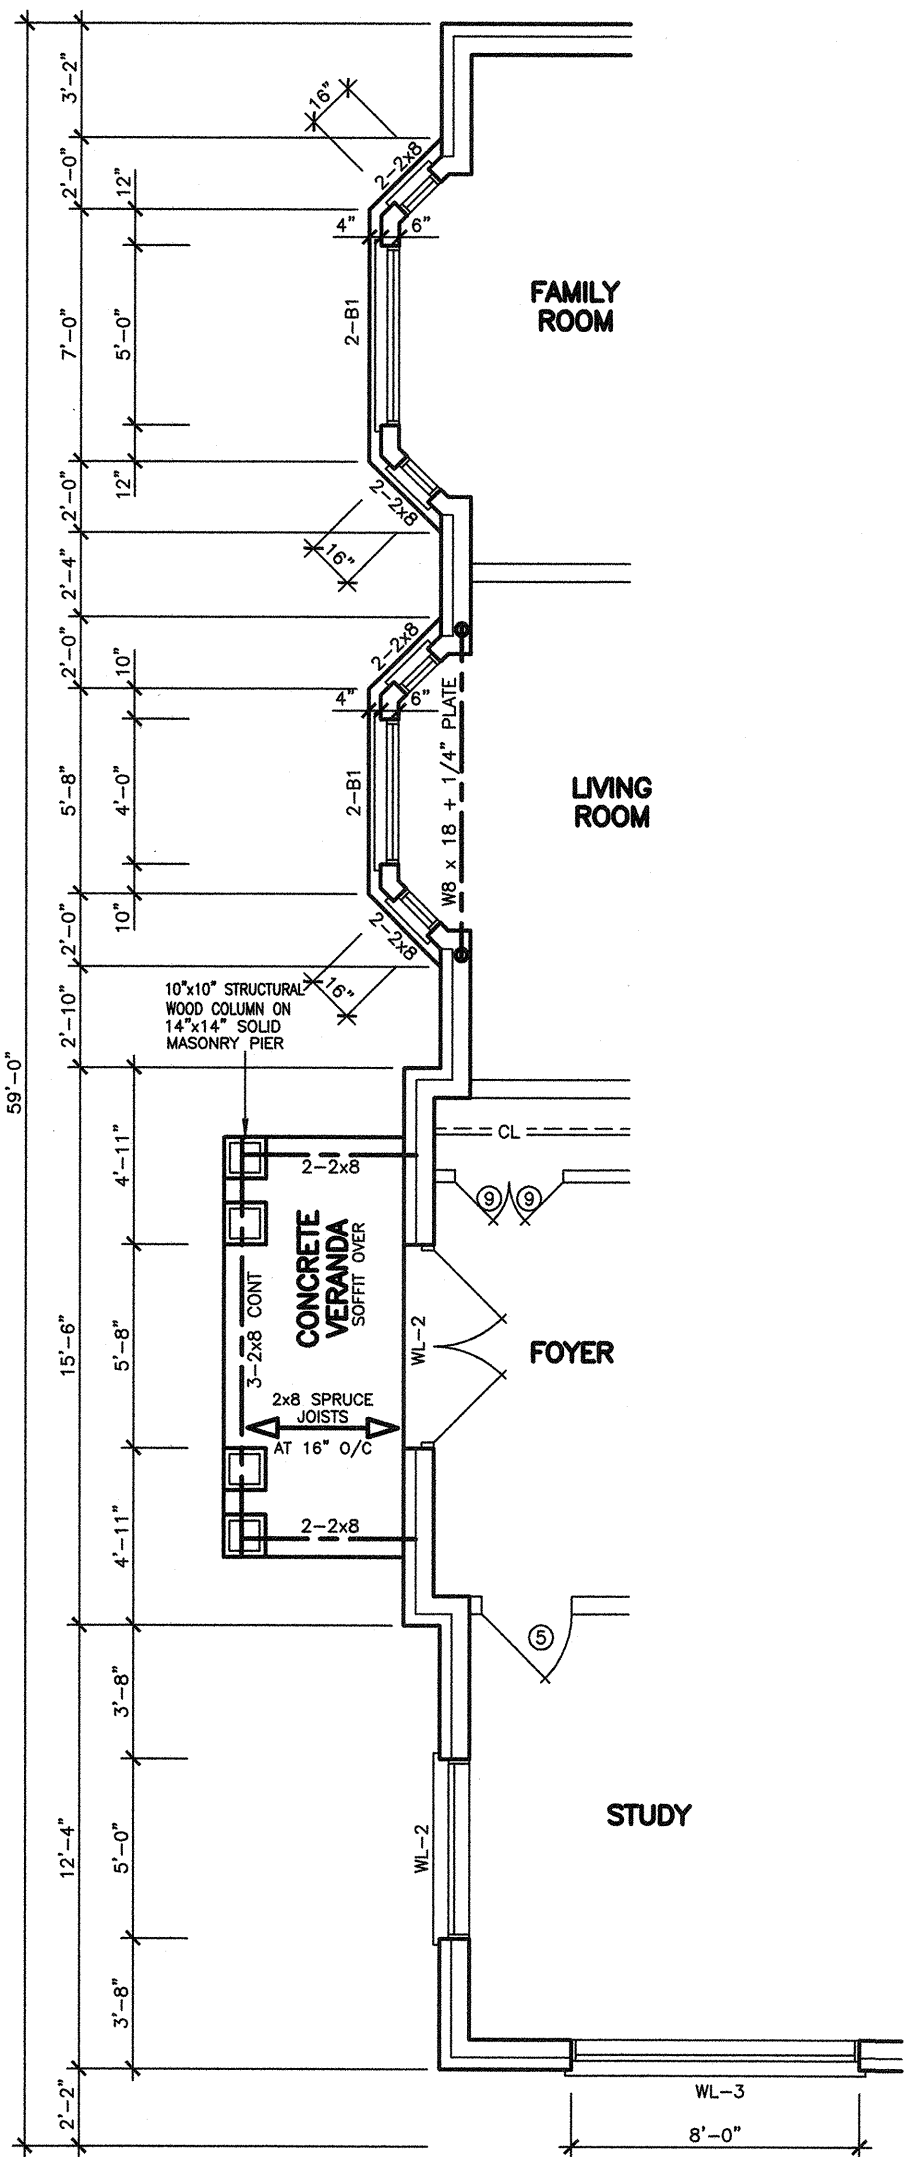 3'-2"
16"
2'-0"
12"
2-2x8
4"
6"
FAMILY
ROOM
2-B1
7'-0"
5'-0"
12"
2'-0"
2-2x8
16"
2'-4"
2'-0"
10"
2-2x8
4"
6"
W8 x 18 + 1/4" PLATE
LIVING
ROOM
2-B1
5'-8"
4'-0"
10"
2'-0"
2-2x8
16"
10"x10" STRUCTURAL
WOOD COLUMN ON
14"x14" SOLID
MASONRY PIER
2'-10"
59'-0"
CL
4'-11"
2-2x8
9
9
CONCRETE
VERANDA
SOFFIT OVER
3-2x8 CONT
WL-2
FOYER
15'-6"
5'-8"
2x8 SPRUCE
JOISTS
AT 16" O/C
2-2x8
4'-11"
5
3'-8"
STUDY
WL-2
12'-4"
5'-0"
3'-8"
WL-3
2'-2"
8'-0"